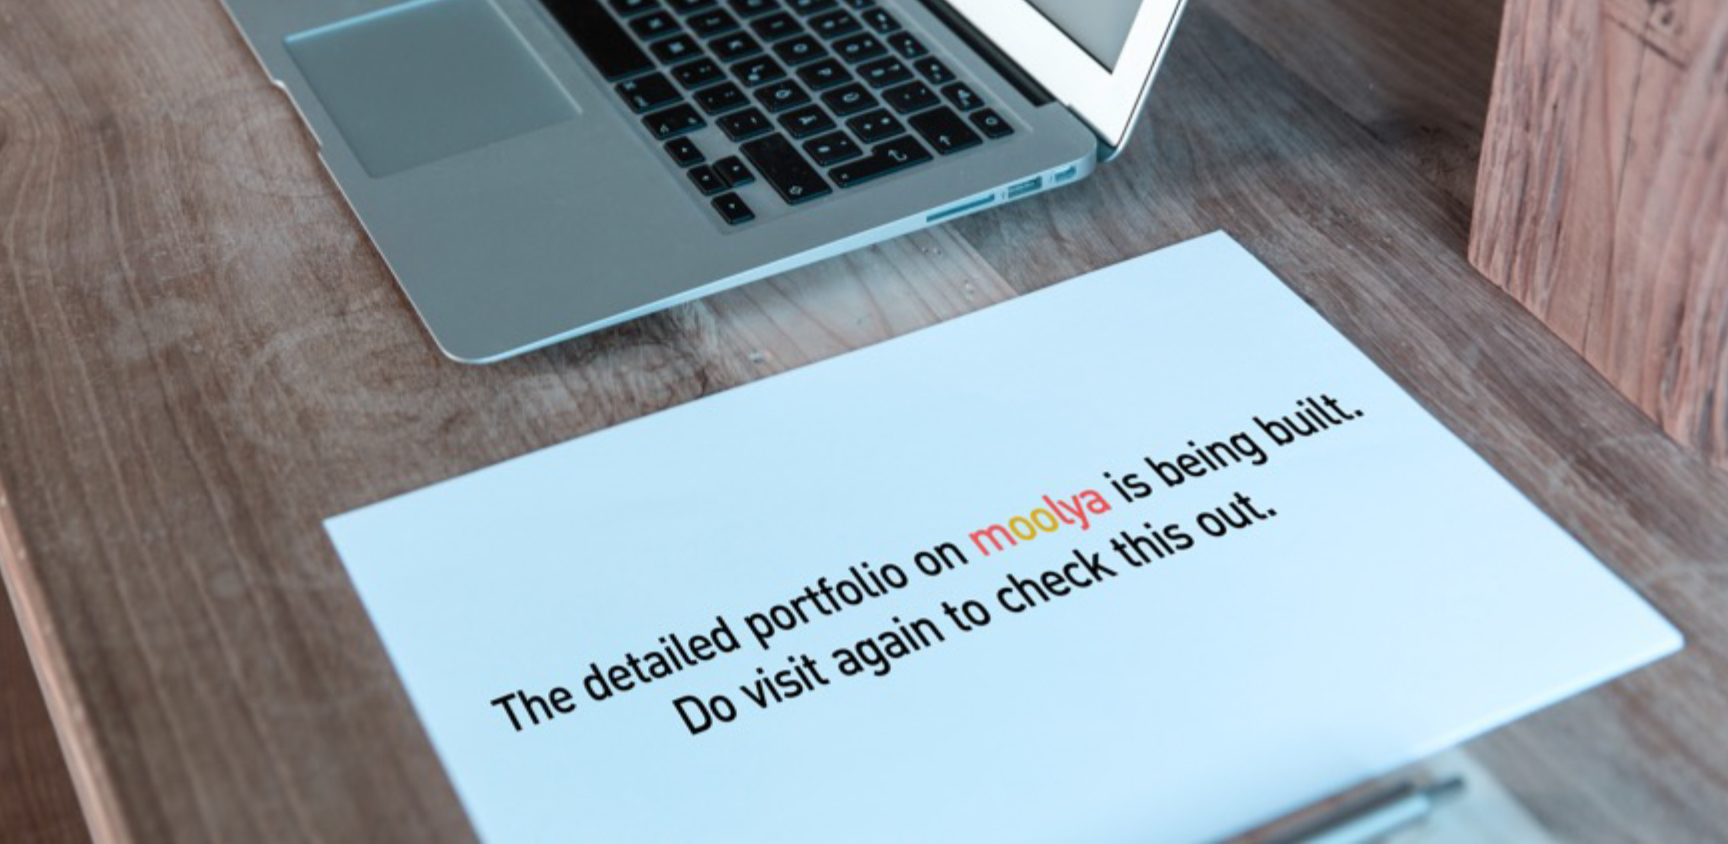 The detailed portfolio on moolya is being built.
Do visit again to check this out.